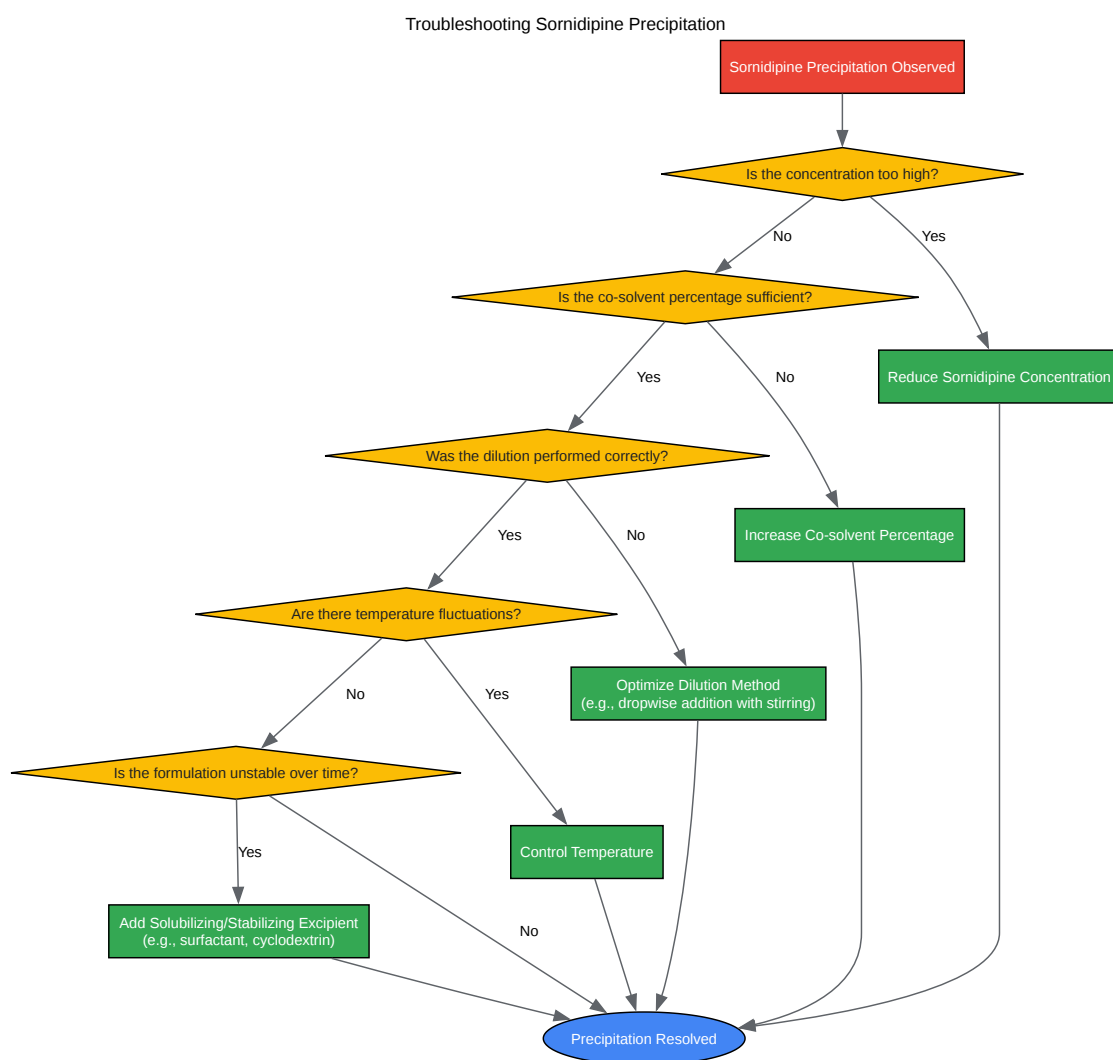 Troubleshooting Sornidipine Precipitation
Sornidipine Precipitation Observed
Is the concentration too high?
No
Yes
Is the co-solvent percentage sufficient?
Yes
No
Reduce Sornidipine Concentration
Was the dilution performed correctly?
Yes
No
Increase Co-solvent Percentage
Are there temperature fluctuations?
No
Yes
Optimize Dilution Method
(e.g., dropwise addition with stirring)
Is the formulation unstable over time?
Yes
Control Temperature
Add Solubilizing/Stabilizing Excipient
(e.g., surfactant, cyclodextrin)
No
Precipitation Resolved